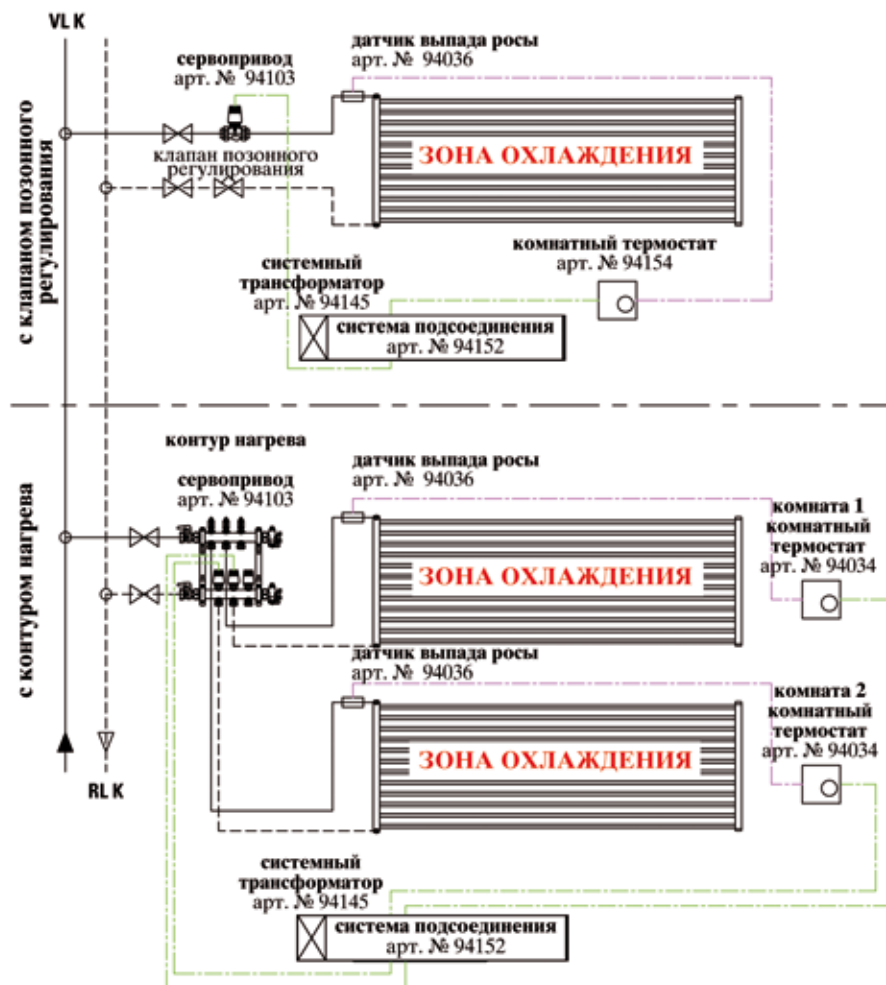 VL K
сервопривод
арт. № 94103
датчик выпада росы
арт. № 94036
клапан позонного
регулирования
ЗОНА ОХЛАЖДЕНИЯ
с клапаном позонного
регулирования
системный
трансформатор
арт. № 94145
комнатный термостат
арт. № 94154
система подсоединения
арт. № 94152
контур нагрева
сервопривод
арт. № 94103
датчик выпада росы
арт. № 94036
комната 1
комнатный
термостат
арт. № 94034
ЗОНА ОХЛАЖДЕНИЯ
с контуром нагрева
датчик выпада росы
арт. № 94036
комната 2
комнатный
термостат
арт. № 94034
ЗОНА ОХЛАЖДЕНИЯ
RL K
системный
трансформатор
арт. № 94145
система подсоединения
арт. № 94152